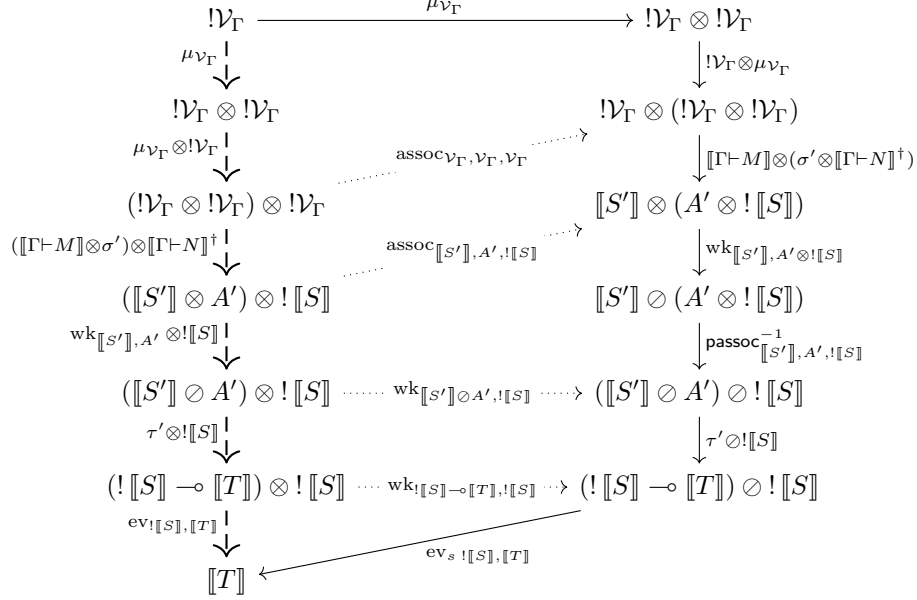 !𝒱_Γ μ_{𝒱_Γ} !𝒱_Γ ⊗ !𝒱_Γ
μ_{𝒱_Γ} !𝒱_Γ⊗μ_{𝒱_Γ}
!𝒱_Γ ⊗ !𝒱_Γ !𝒱_Γ ⊗ (!𝒱_Γ ⊗ !𝒱_Γ)
μ_{𝒱_Γ}⊗!𝒱_Γ assoc_{𝒱_Γ,𝒱_Γ,𝒱_Γ} ⟦Γ⊢M⟧⊗(σ′⊗⟦Γ⊢N⟧^†)
(!𝒱_Γ ⊗ !𝒱_Γ) ⊗ !𝒱_Γ ⟦S′⟧ ⊗ (A′ ⊗ !⟦S⟧)
(⟦Γ⊢M⟧⊗σ′)⊗⟦Γ⊢N⟧^† assoc_{⟦S′⟧,A′,!⟦S⟧} wk_{⟦S′⟧,A′⊗!⟦S⟧}
(⟦S′⟧ ⊗ A′) ⊗ !⟦S⟧ ⟦S′⟧ ⊘ (A′ ⊗ !⟦S⟧)
wk_{⟦S′⟧,A′} ⊗!⟦S⟧ passoc^{-1}_{⟦S′⟧,A′,!⟦S⟧}
(⟦S′⟧ ⊘ A′) ⊗ !⟦S⟧ wk_{⟦S′⟧⊘A′,!⟦S⟧} (⟦S′⟧ ⊘ A′) ⊘ !⟦S⟧
τ′⊗!⟦S⟧ τ′⊘!⟦S⟧
(!⟦S⟧ ⊸ ⟦T⟧) ⊗ !⟦S⟧ wk_{!⟦S⟧⊸⟦T⟧,!⟦S⟧} (!⟦S⟧ ⊸ ⟦T⟧) ⊘ !⟦S⟧
ev_{!⟦S⟧,⟦T⟧} ev_{s !⟦S⟧,⟦T⟧}
⟦T⟧